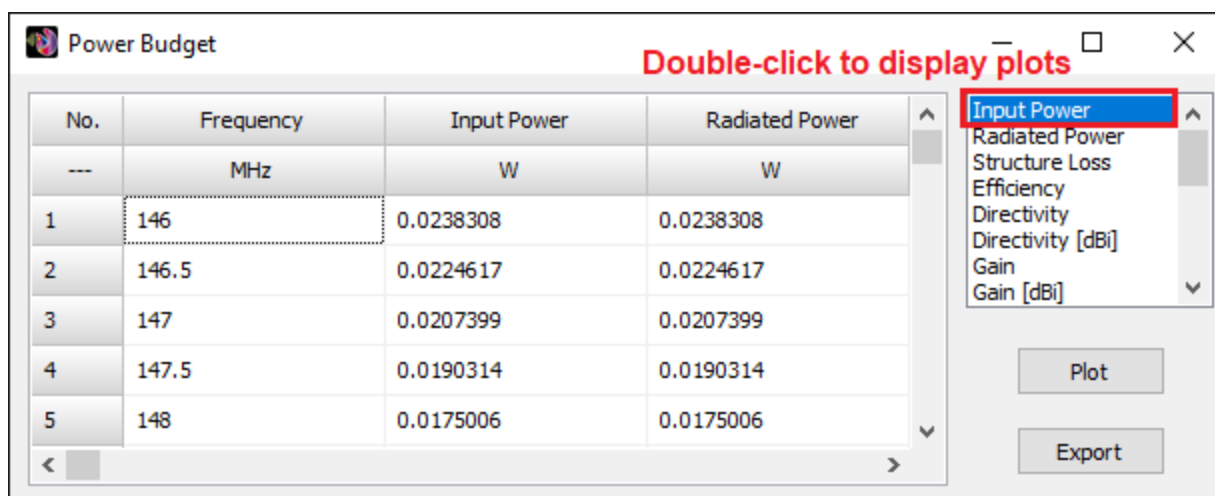 Power Budget
Double-click to display plots
No. Frequency Input Power Radiated Power
--- MHz W W
1 146 0.0238308 0.0238308
2 146.5 0.0224617 0.0224617
3 147 0.0207399 0.0207399
4 147.5 0.0190314 0.0190314
5 148 0.0175006 0.0175006
Input Power
Radiated Power
Structure Loss
Efficiency
Directivity
Directivity [dBi]
Gain
Gain [dBi]
Plot
Export